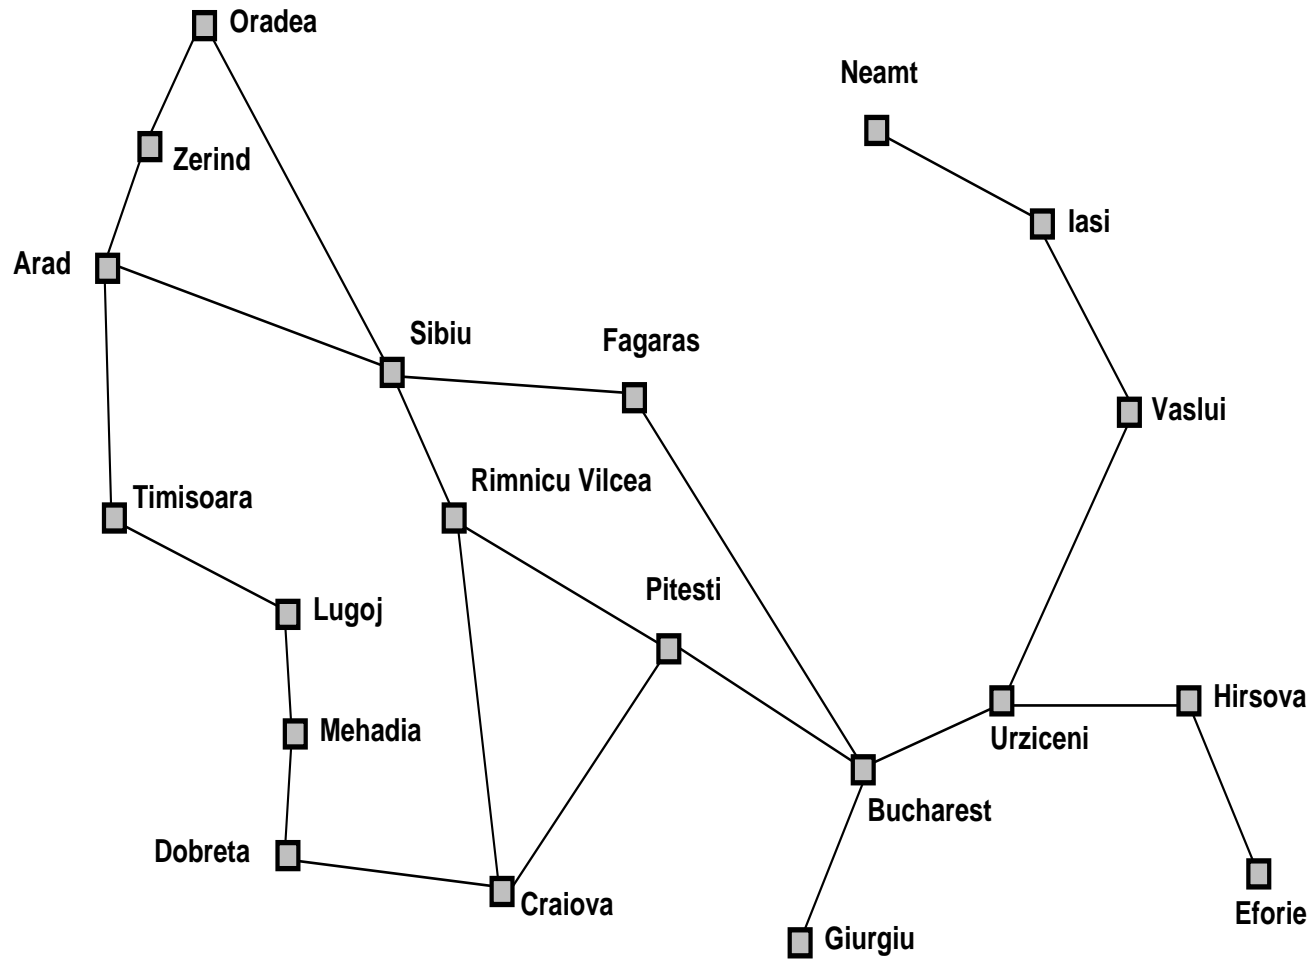 Oradea
Neamt
Zerind
Iasi
Arad
Sibiu
Fagaras
Vaslui
Rimnicu Vilcea
Timisoara
Pitesti
Lugoj
Hirsova
Mehadia
Urziceni
Bucharest
Dobreta
Craiova
Eforie
Giurgiu